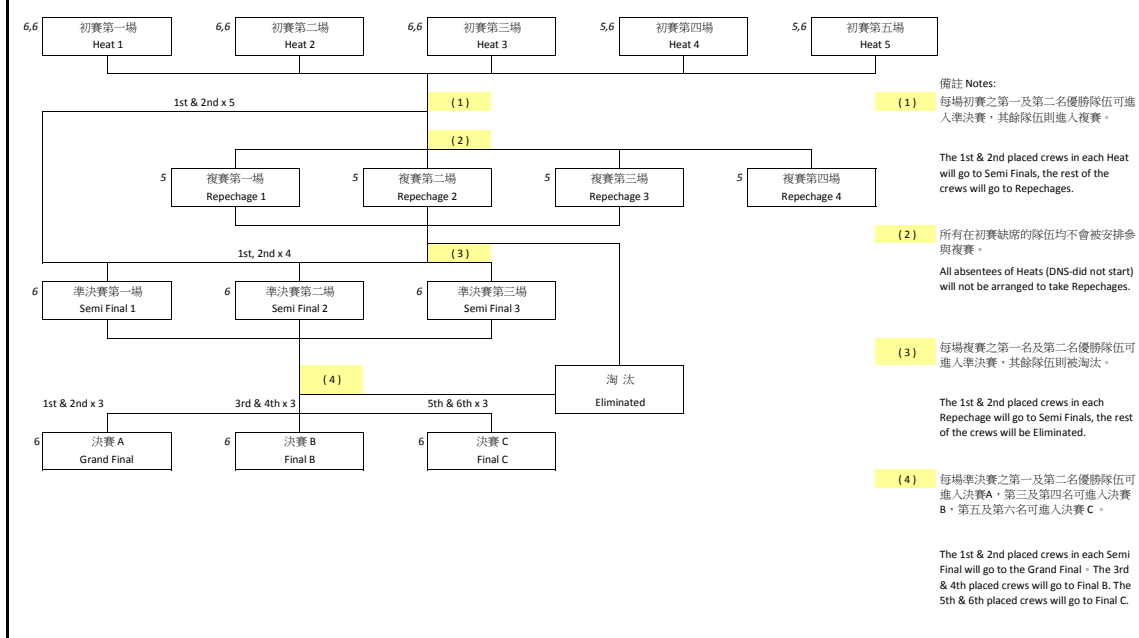 6,6
初賽第一場
Heat 1
6,6
初賽第二場
Heat 2
6,6
初賽第三場
Heat 3
5,6
初賽第四場
Heat 4
5,6
初賽第五場
Heat 5
1st & 2nd x 5
( 1 )
( 2 )
5
複賽第一場
Repechage 1
5
複賽第二場
Repechage 2
5
複賽第三場
Repechage 3
5
複賽第四場
Repechage 4
1st, 2nd x 4
( 3 )
6
準決賽第一場
Semi Final 1
6
準決賽第二場
Semi Final 2
6
準決賽第三場
Semi Final 3
( 4 )
淘 汰
Eliminated
1st & 2nd x 3
3rd & 4th x 3
5th & 6th x 3
6
決賽 A
Grand Final
6
決賽 B
Final B
6
決賽 C
Final C
備註 Notes:
( 1 )
每場初賽之第一及第二名優勝隊伍可進
入準決賽，其餘隊伍則進入複賽。
The 1st & 2nd placed crews in each Heat
will go to Semi Finals, the rest of the
crews will go to Repechages.
( 2 )
所有在初賽缺席的隊伍均不會被安排參
與複賽。
All absentees of Heats (DNS-did not start)
will not be arranged to take Repechages.
( 3 )
每場複賽之第一名及第二名優勝隊伍可
進入準決賽，其餘隊伍則被淘汰。
The 1st & 2nd placed crews in each
Repechage will go to Semi Finals, the rest
of the crews will be Eliminated.
( 4 )
每場準決賽之第一及第二名優勝隊伍可
進入決賽A，第三及第四名可進入決賽
B，第五及第六名可進入決賽 C 。
The 1st & 2nd placed crews in each Semi
Final will go to the Grand Final。The 3rd
& 4th placed crews will go to Final B. The
5th & 6th placed crews will go to Final C.